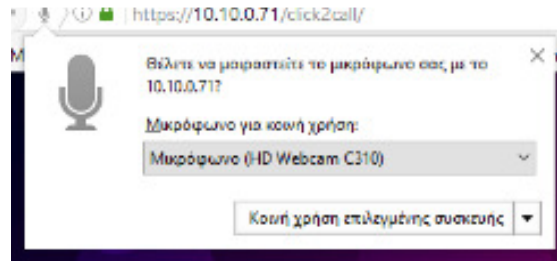 https://10.10.0.71/click2call/
Θέλετε να μοιραστείτε το μικρόφωνο σας με το
10.10.0.71?
Μικρόφωνο για κοινή χρήση:
Μικρόφωνο (HD Webcam C310)
Κοινή χρήση επιλεγμένης συσκευής